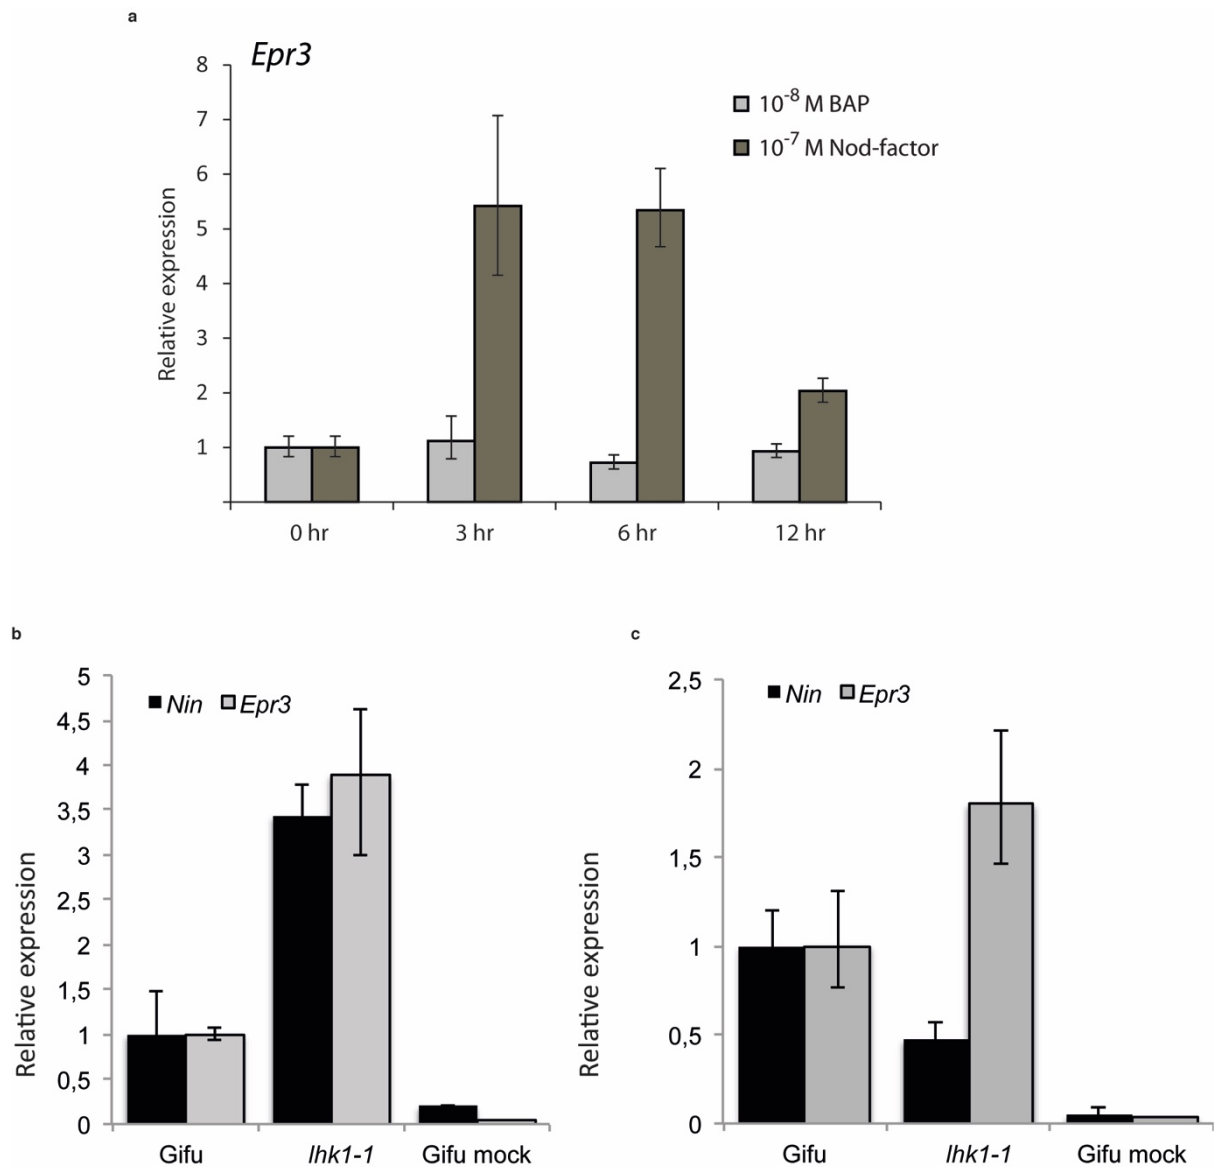 a
Epr3
8
7
6
5
4
3
2
1
Relative expression
10-8 M BAP
10-7 M Nod-factor
0 hr 3 hr 6 hr 12 hr
b
5
4,5
4
3,5
3
2,5
2
1,5
1
0,5
0
Relative expression
Nin Epr3
Gifu lhk1-1 Gifu mock
c
2,5
2
1,5
1
0,5
0
Relative expression
Nin Epr3
Gifu lhk1-1 Gifu mock